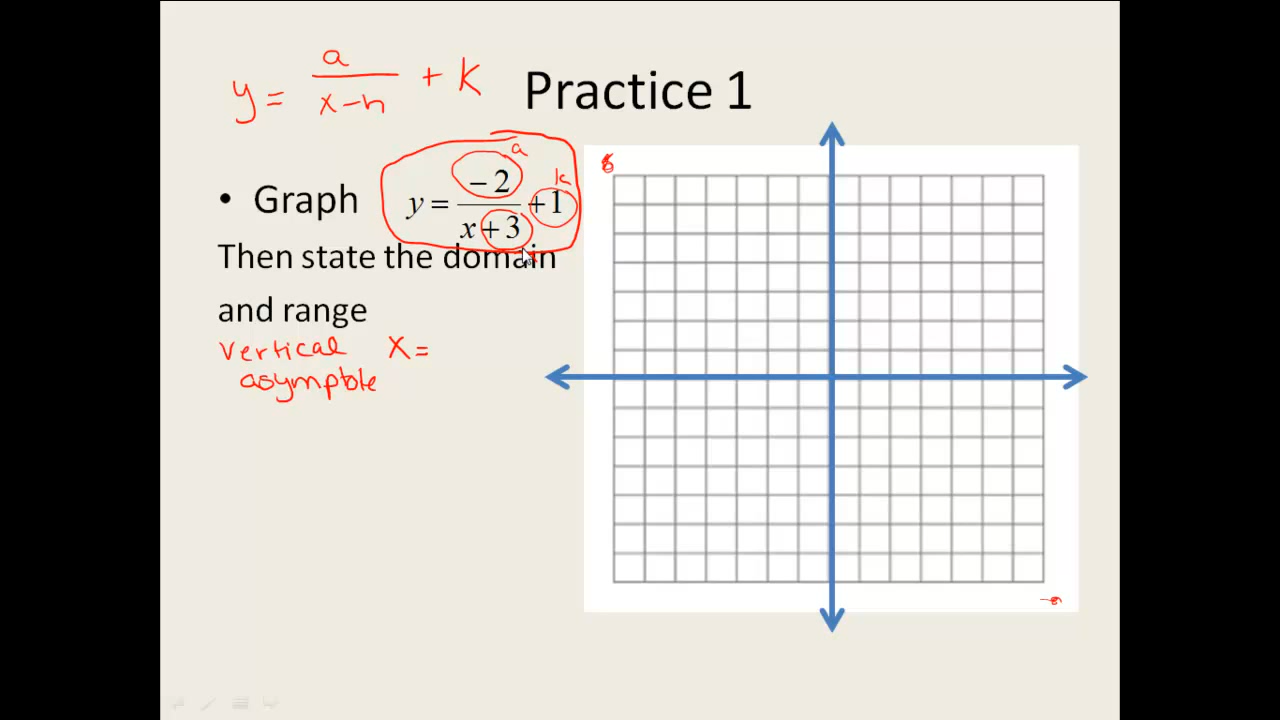 y = a / x - h + k
Practice 1
a
k
• Graph y = -2 / x + 3 + 1
Then state the domain
and range
vertical x =
asymptote